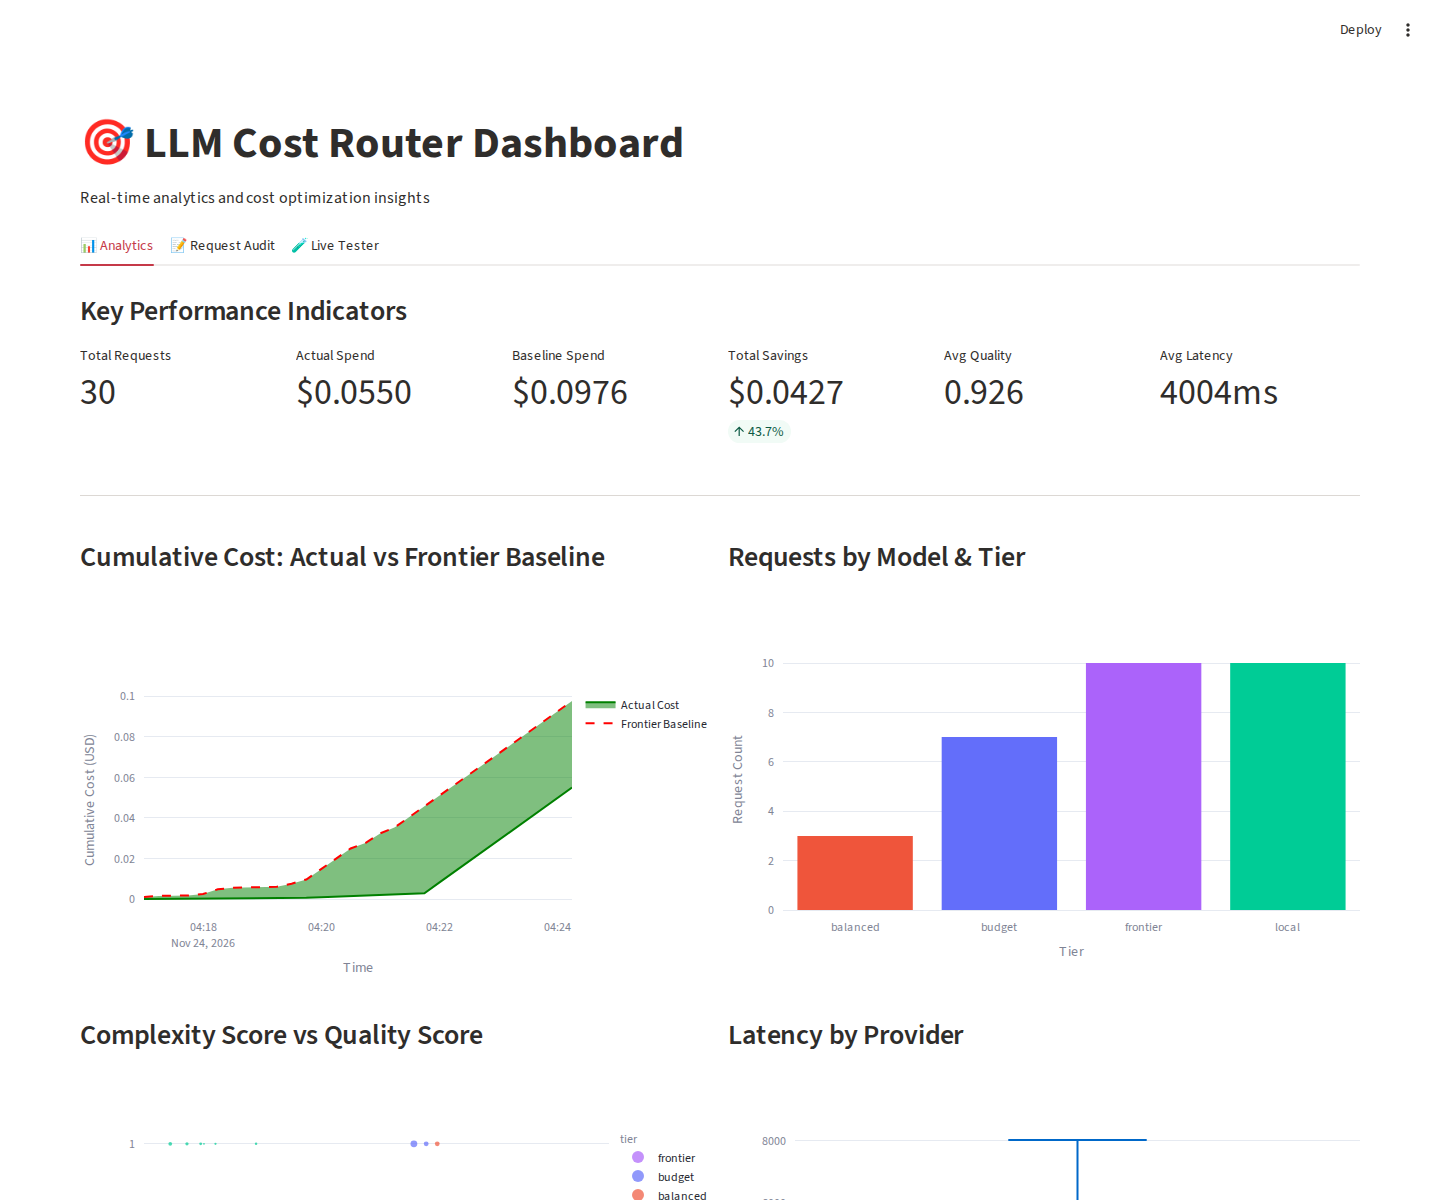 Deploy
🎯 LLM Cost Router Dashboard
Real-time analytics and cost optimization insights
📊 Analytics
📝 Request Audit
🧪 Live Tester
Key Performance Indicators
Total Requests
30
Actual Spend
$0.0550
Baseline Spend
$0.0976
Total Savings
$0.0427
↑ 43.7%
Avg Quality
0.926
Avg Latency
4004ms
Cumulative Cost: Actual vs Frontier Baseline
0.1
0.08
0.06
0.04
0.02
0
Cumulative Cost (USD)
04:18
Nov 24, 2026
04:20
04:22
04:24
Time
Actual Cost
Frontier Baseline
Requests by Model & Tier
10
8
6
4
2
0
Request Count
balanced
budget
frontier
local
Tier
Complexity Score vs Quality Score
1
tier
frontier
budget
balanced
Latency by Provider
8000